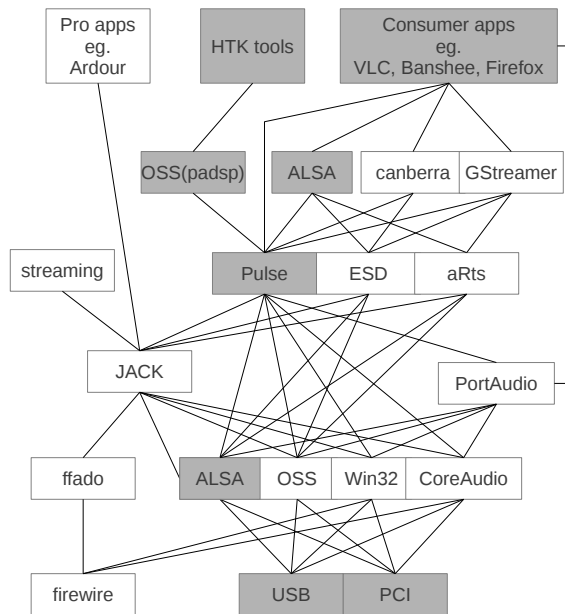 Pro apps
eg.
Ardour
HTK tools
Consumer apps
eg.
VLC, Banshee, Firefox
OSS(padsp)
ALSA
canberra
GStreamer
streaming
Pulse
ESD
aRts
JACK
PortAudio
ffado
ALSA
OSS
Win32
CoreAudio
firewire
USB
PCI